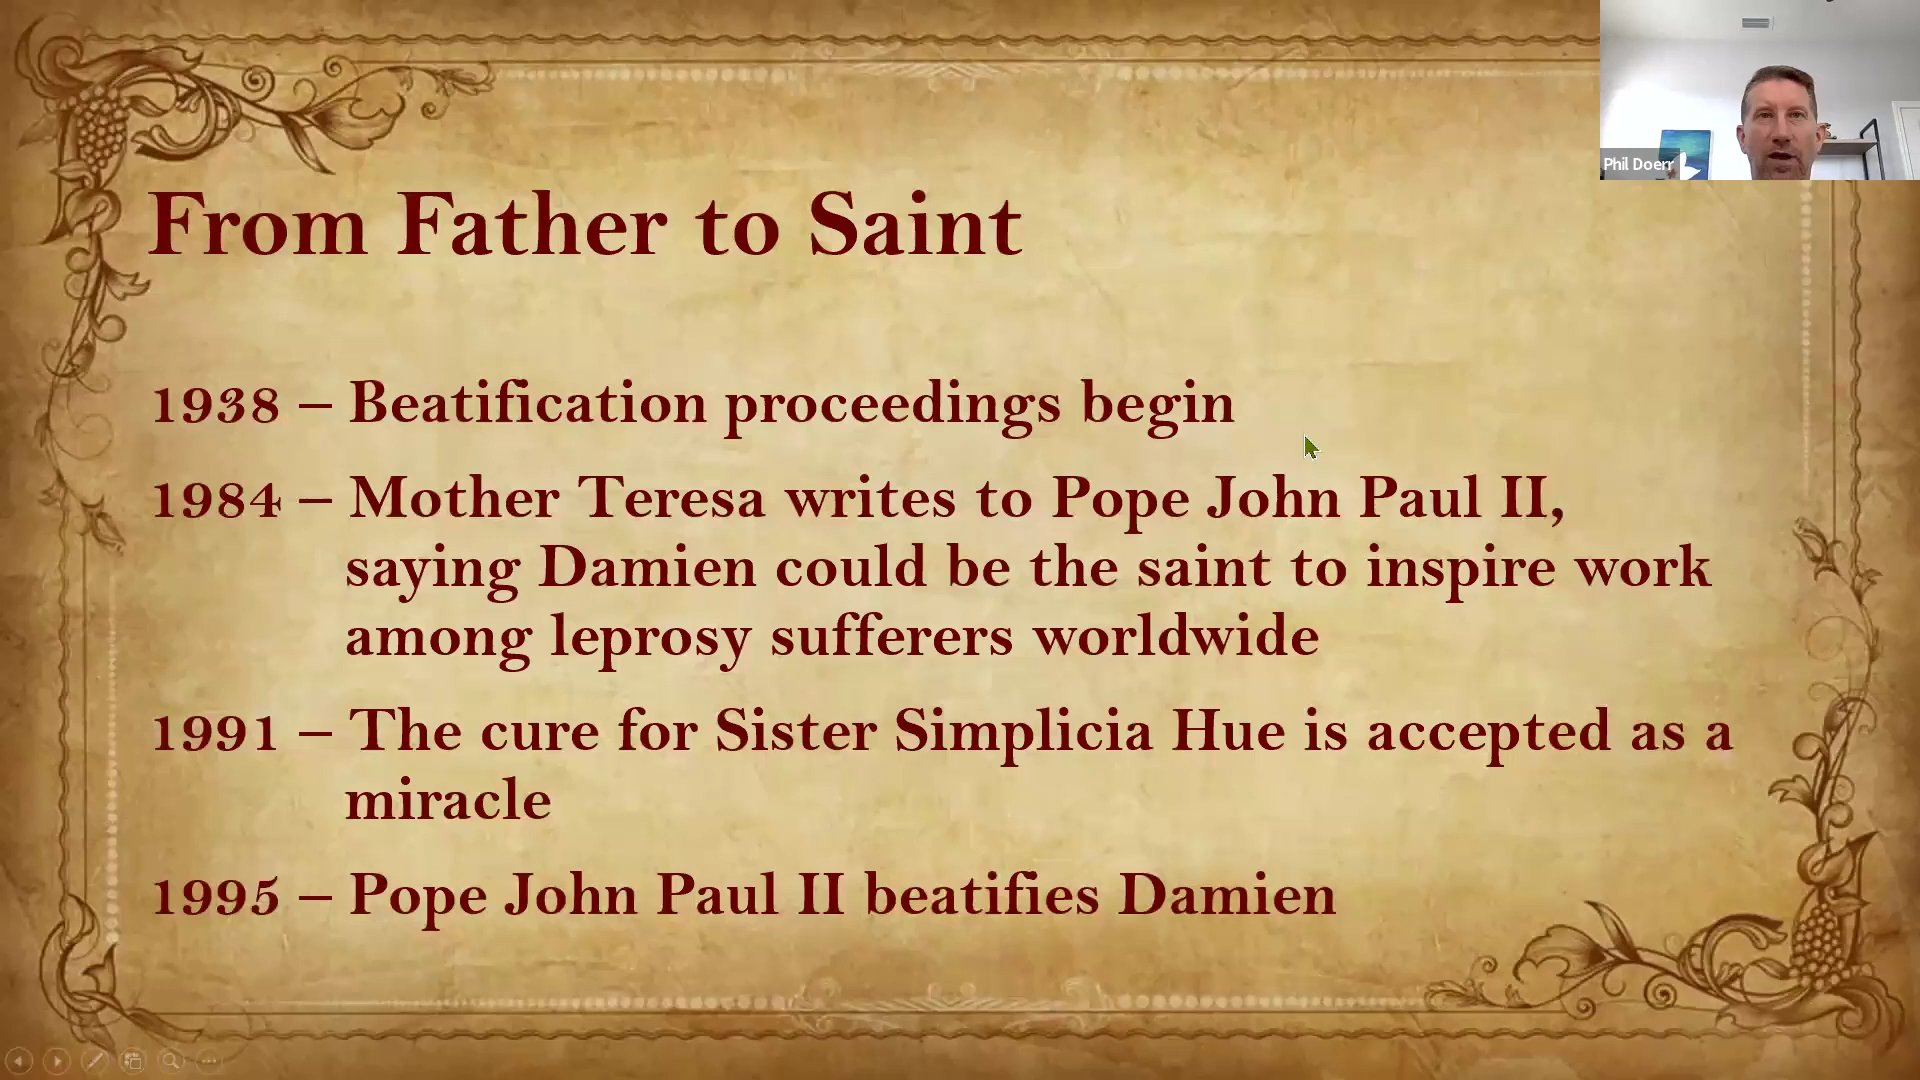 Phil Doerr
From Father to Saint
1938 – Beatification proceedings begin
1984 – Mother Teresa writes to Pope John Paul II,
saying Damien could be the saint to inspire work
among leprosy sufferers worldwide
1991 – The cure for Sister Simplicia Hue is accepted as a
miracle
1995 – Pope John Paul II beatifies Damien